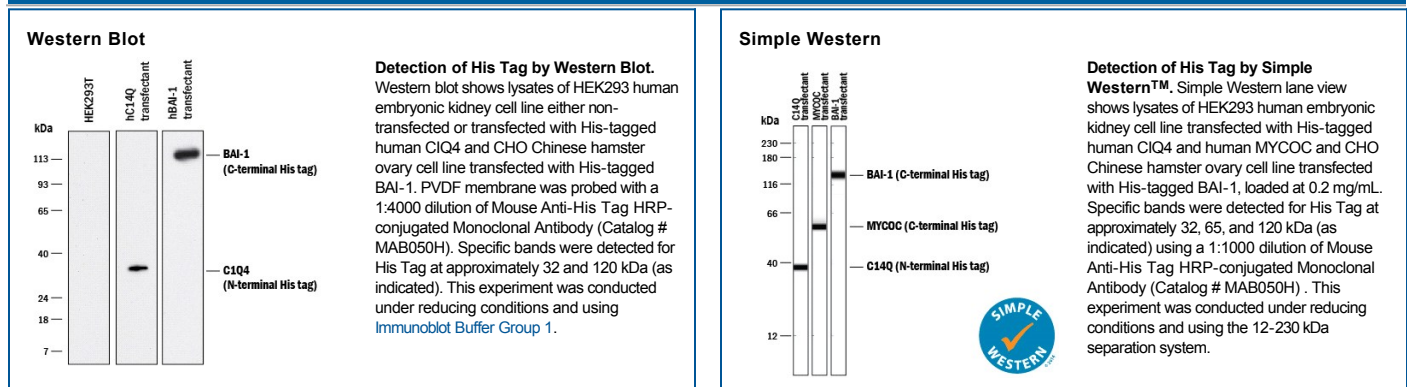 Western Blot
HEK293T
hC14Q
transfectant
hBAI-1
transfectant
kDa
113
93
65
40
24
18
7
BAI-1
(C-terminal His tag)
C1Q4
(N-terminal His tag)
Detection of His Tag by Western Blot.
Western blot shows lysates of HEK293 human
embryonic kidney cell line either non-
transfected or transfected with His-tagged
human CIQ4 and CHO Chinese hamster
ovary cell line transfected with His-tagged
BAI-1. PVDF membrane was probed with a
1:4000 dilution of Mouse Anti-His Tag HRP-
conjugated Monoclonal Antibody (Catalog #
MAB050H). Specific bands were detected for
His Tag at approximately 32 and 120 kDa (as
indicated). This experiment was conducted
under reducing conditions and using
Immunoblot Buffer Group 1.
Simple Western
C14Q
transfectant
MYCOC
transfectant
BAI-1
transfectant
kDa
230
180
116
66
40
12
BAI-1 (C-terminal His tag)
MYCOC (C-terminal His tag)
C14Q (N-terminal His tag)
SIMPLE
WESTERN
Detection of His Tag by Simple
Western™. Simple Western lane view
shows lysates of HEK293 human embryonic
kidney cell line transfected with His-tagged
human CIQ4 and human MYCOC and CHO
Chinese hamster ovary cell line transfected
with His-tagged BAI-1, loaded at 0.2 mg/mL.
Specific bands were detected for His Tag at
approximately 32, 65, and 120 kDa (as
indicated) using a 1:1000 dilution of Mouse
Anti-His Tag HRP-conjugated Monoclonal
Antibody (Catalog # MAB050H) . This
experiment was conducted under reducing
conditions and using the 12-230 kDa
separation system.